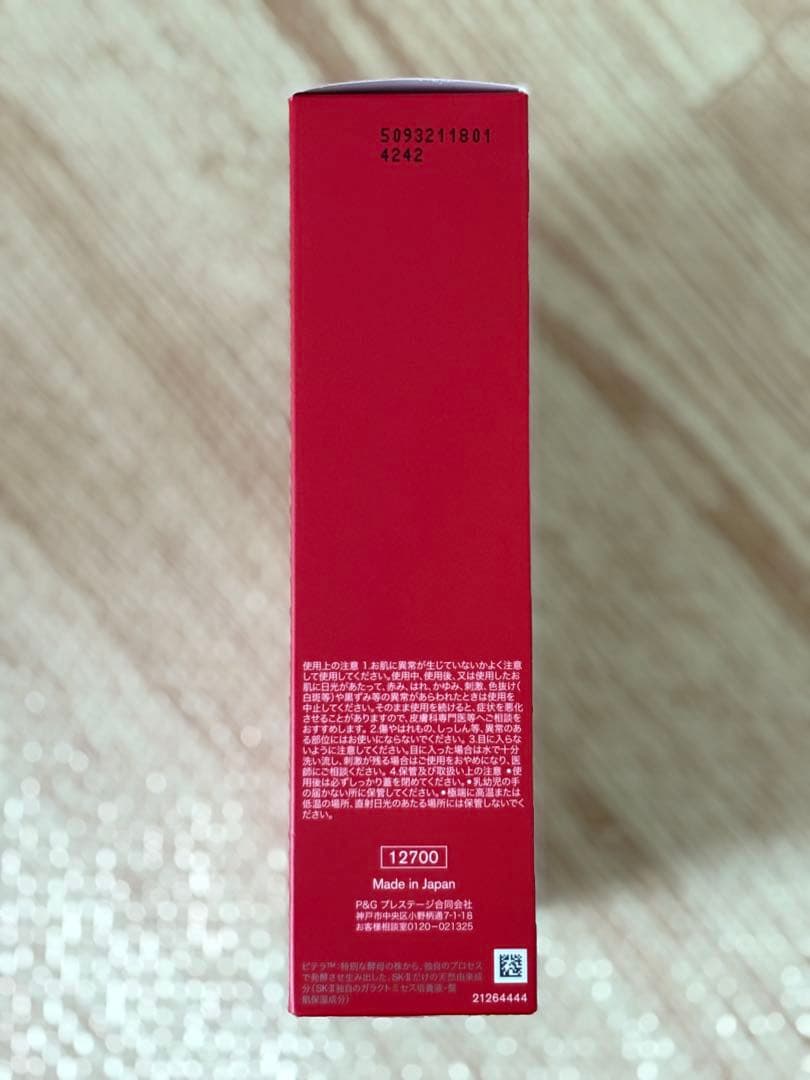 5093211801
4242
使用上の注意 1.お肌に異常が生じていないかよく注意
して使用してください。使用中、使用後、又は使用したお
肌に日光があたって、赤み、はれ、かゆみ、刺激、色抜け(
白斑等)や黒ずみ等の異常があらわれたときは使用を
中止してください。そのまま使用を続けると、症状を悪化
させることがありますので、皮膚科専門医等へご相談を
おすすめします。2.傷やはれもの、しっしん等、異常のあ
る部位にはお使いにならないでください。3.目に入らな
いように注意してください。目に入った場合は水で十分
洗い流し、刺激が残る場合はご使用をおやめになり、医
師にご相談ください。4.保管及び取扱い上の注意 ●使
用後は必ずしっかり蓋を閉めてください。●乳幼児の手
の届かない所に保管してください。●極端に高温または
低温の場所、直射日光のあたる場所には保管しないでく
ださい。
12700
Made in Japan
P&G プレステージ合同会社
神戸市中央区小野柄通7-1-18
お客様相談室0120-021325
ピテラ™:特別な酵母の株から、独自のプロセス
で発酵させ生み出した、SK-Ⅱだけの天然由来成
分(SK-Ⅱ独自のガラクトミセス培養液-整
肌保湿成分)
21264444